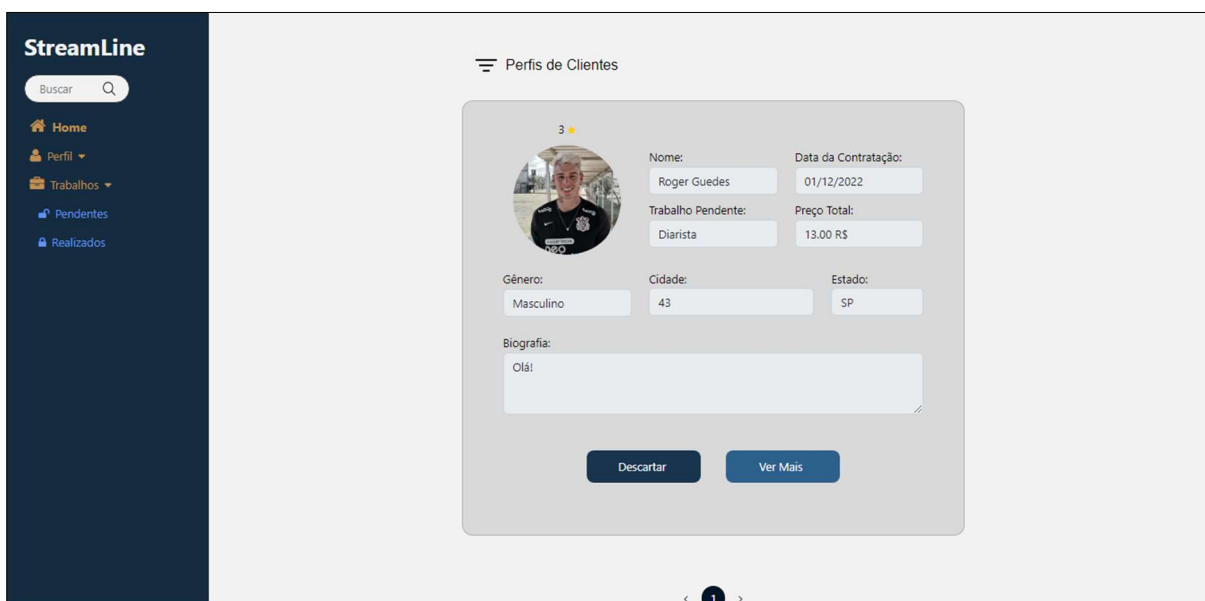 StreamLine
Buscar
Home
Perfil
Trabalhos
Pendentes
Realizados
Perfis de Clientes
3
Nome:
Data da Contratação:
Roger Guedes
01/12/2022
Trabalho Pendente:
Preço Total:
Diarista
13.00 R$
Gênero:
Cidade:
Estado:
Masculino
43
SP
Biografia:
Olá!
Descartar
Ver Mais
‹ 1 ›